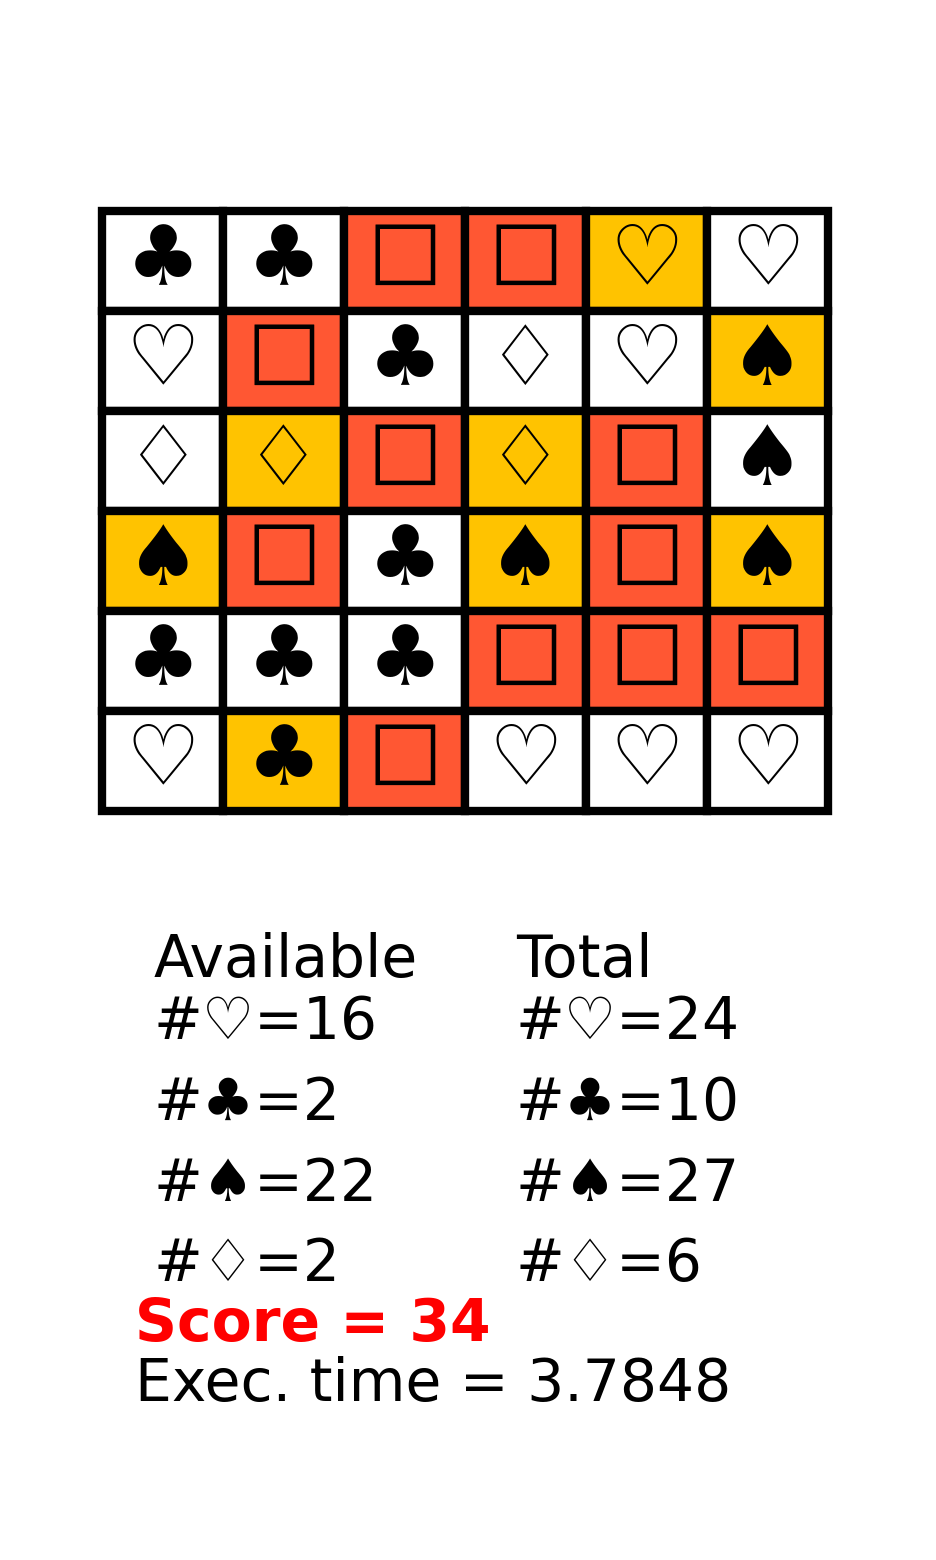 ♣ ♣ □ □ ♡ ♡
♡ □ ♣ ♢ ♡ ♠
♢ ♢ □ ♢ □ ♠
♠ □ ♣ ♠ □ ♠
♣ ♣ ♣ □ □ □
♡ ♣ □ ♡ ♡ ♡
Available Total
#♡=16 #♡=24
#♣=2 #♣=10
#♠=22 #♠=27
#♢=2 #♢=6
Score = 34
Exec. time = 3.7848